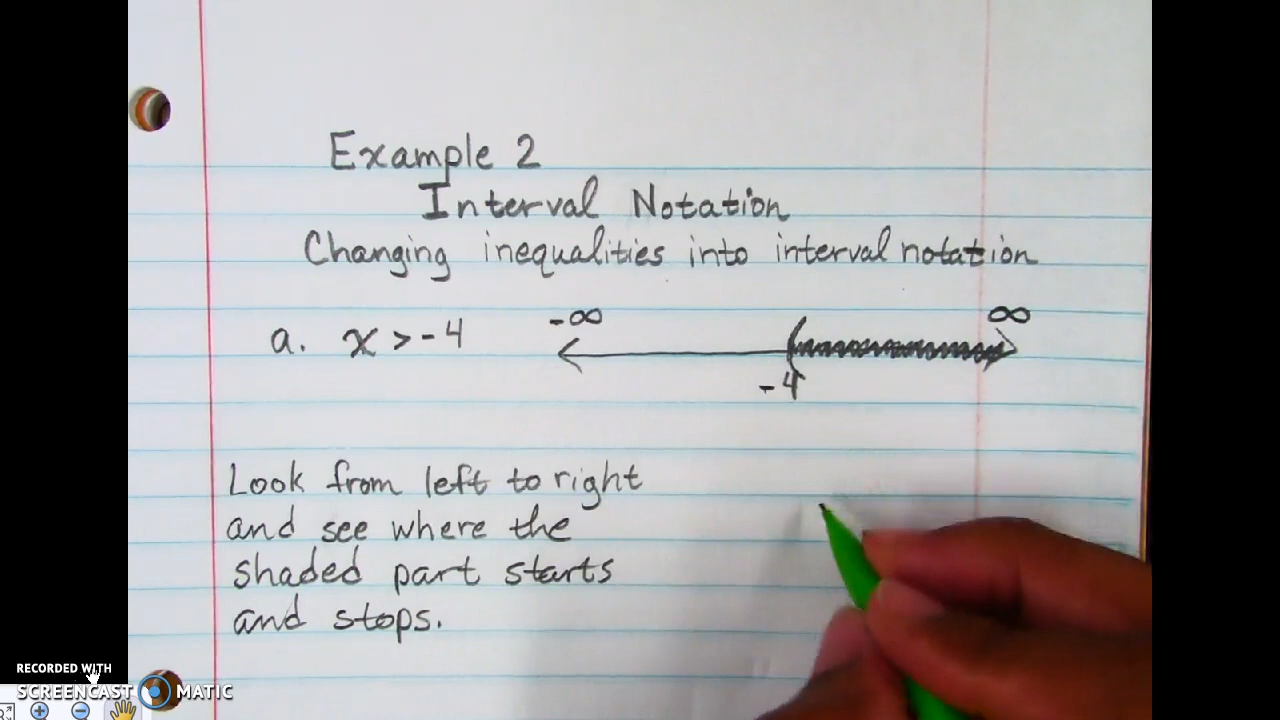 Example 2
Interval Notation
Changing inequalities into interval notation
a. x > -4
-∞ ∞
-4
Look from left to right
and see where the
shaded part starts
and stops.
RECORDED WITH
SCREENCAST MATIC